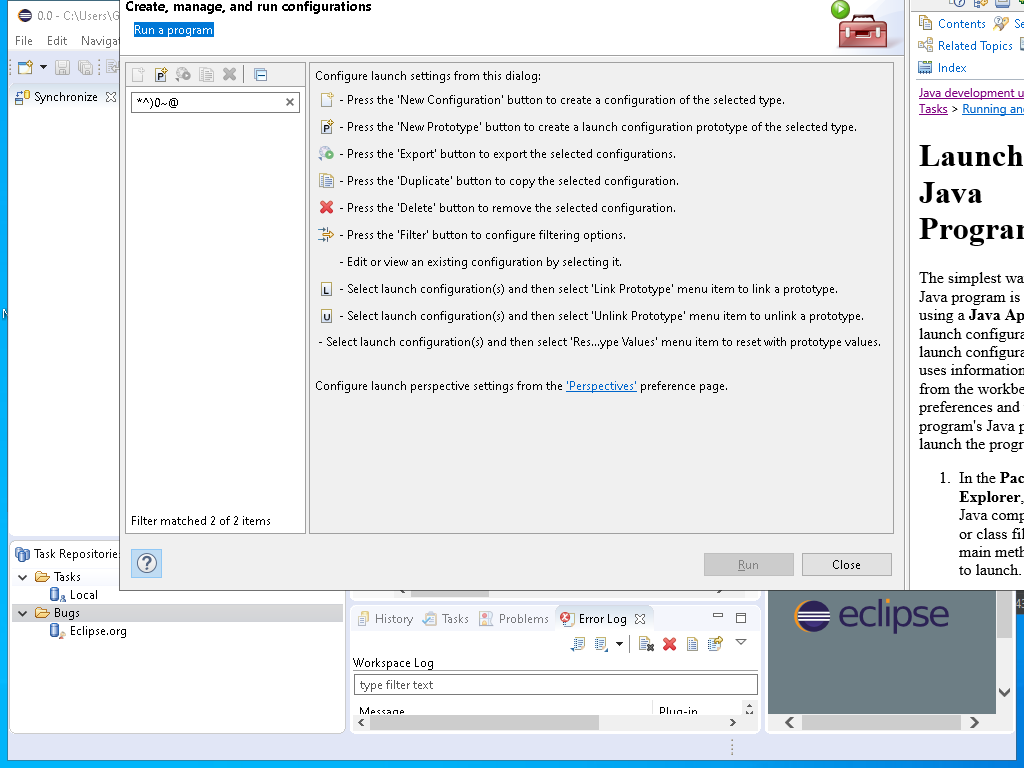 0.0 - C:\Users\G
File Edit Navigat
Synchronize
Create, manage, and run configurations
Run a program
*^)0~@
Filter matched 2 of 2 items
Configure launch settings from this dialog:
- Press the 'New Configuration' button to create a configuration of the selected type.
- Press the 'New Prototype' button to create a launch configuration prototype of the selected type.
- Press the 'Export' button to export the selected configurations.
- Press the 'Duplicate' button to copy the selected configuration.
- Press the 'Delete' button to remove the selected configuration.
- Press the 'Filter' button to configure filtering options.
- Edit or view an existing configuration by selecting it.
- Select launch configuration(s) and then select 'Link Prototype' menu item to link a prototype.
- Select launch configuration(s) and then select 'Unlink Prototype' menu item to unlink a prototype.
- Select launch configuration(s) and then select 'Res...ype Values' menu item to reset with prototype values.
Configure launch perspective settings from the 'Perspectives' preference page.
Run Close
Contents Se
Related Topics
Index
Java development u
Tasks > Running and
Launch
Java
Program
The simplest wa
Java program is
using a Java Ap
launch configura
launch configura
uses information
from the workbe
preferences and
program's Java p
launch the progr
1. In the Pac
Explorer,
Java comp
or class fil
main meth
to launch.
Task Repositorie
Tasks
Local
Bugs
Eclipse.org
History Tasks Problems Error Log
Workspace Log
type filter text
Message Plug-in
eclipse